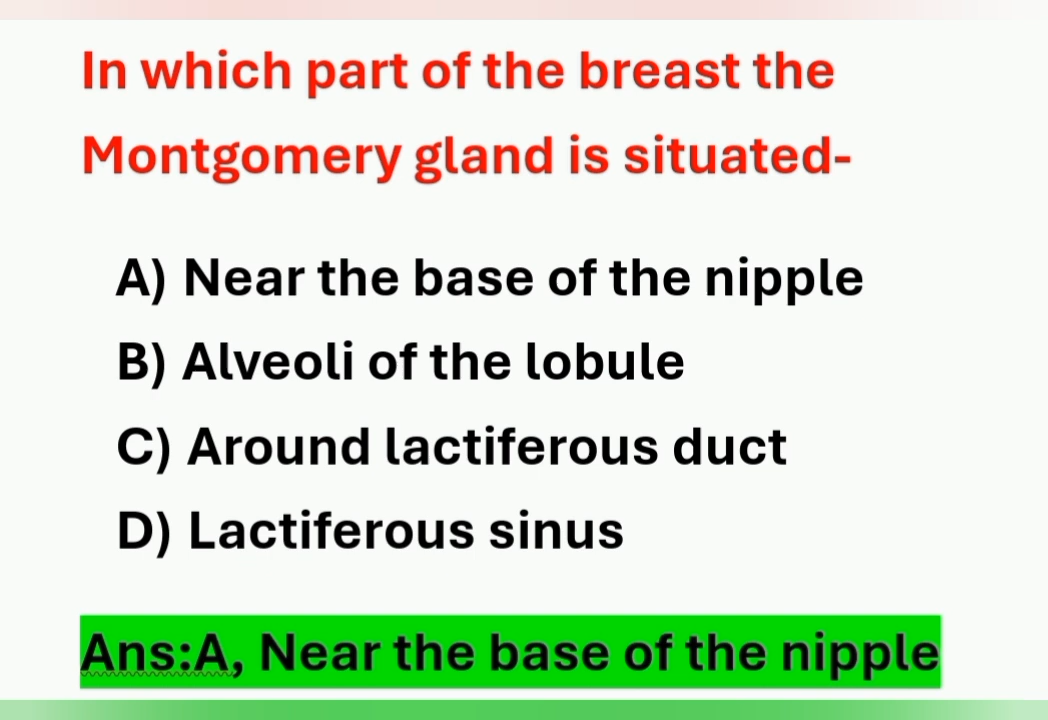 In which part of the breast the
Montgomery gland is situated-
A) Near the base of the nipple
B) Alveoli of the lobule
C) Around lactiferous duct
D) Lactiferous sinus
Ans:A, Near the base of the nipple